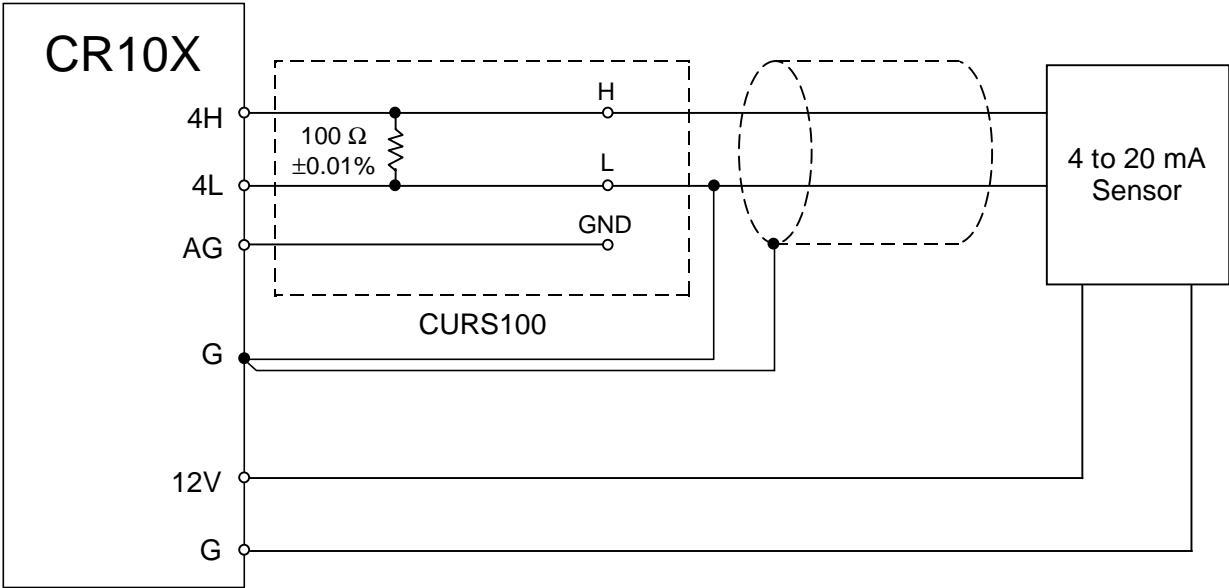 CR10X
4H
H
100 Ω
±0.01%
4L
L
AG
GND
CURS100
G
12V
G
4 to 20 mA
Sensor